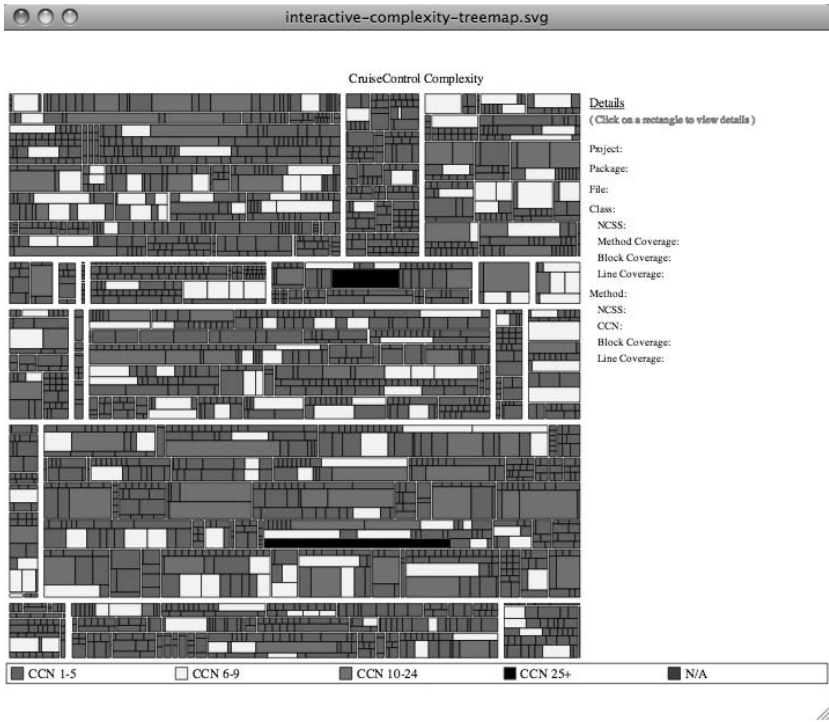 interactive-complexity-treemap.svg
CruiseControl Complexity
Details
( Click on a rectangle to view details )
Project:
Package:
File:
Class:
NCSS:
Method Coverage:
Block Coverage:
Line Coverage:
Method:
NCSS:
CCN:
Block Coverage:
Line Coverage:
CCN 1-5 CCN 6-9 CCN 10-24 CCN 25+ N/A